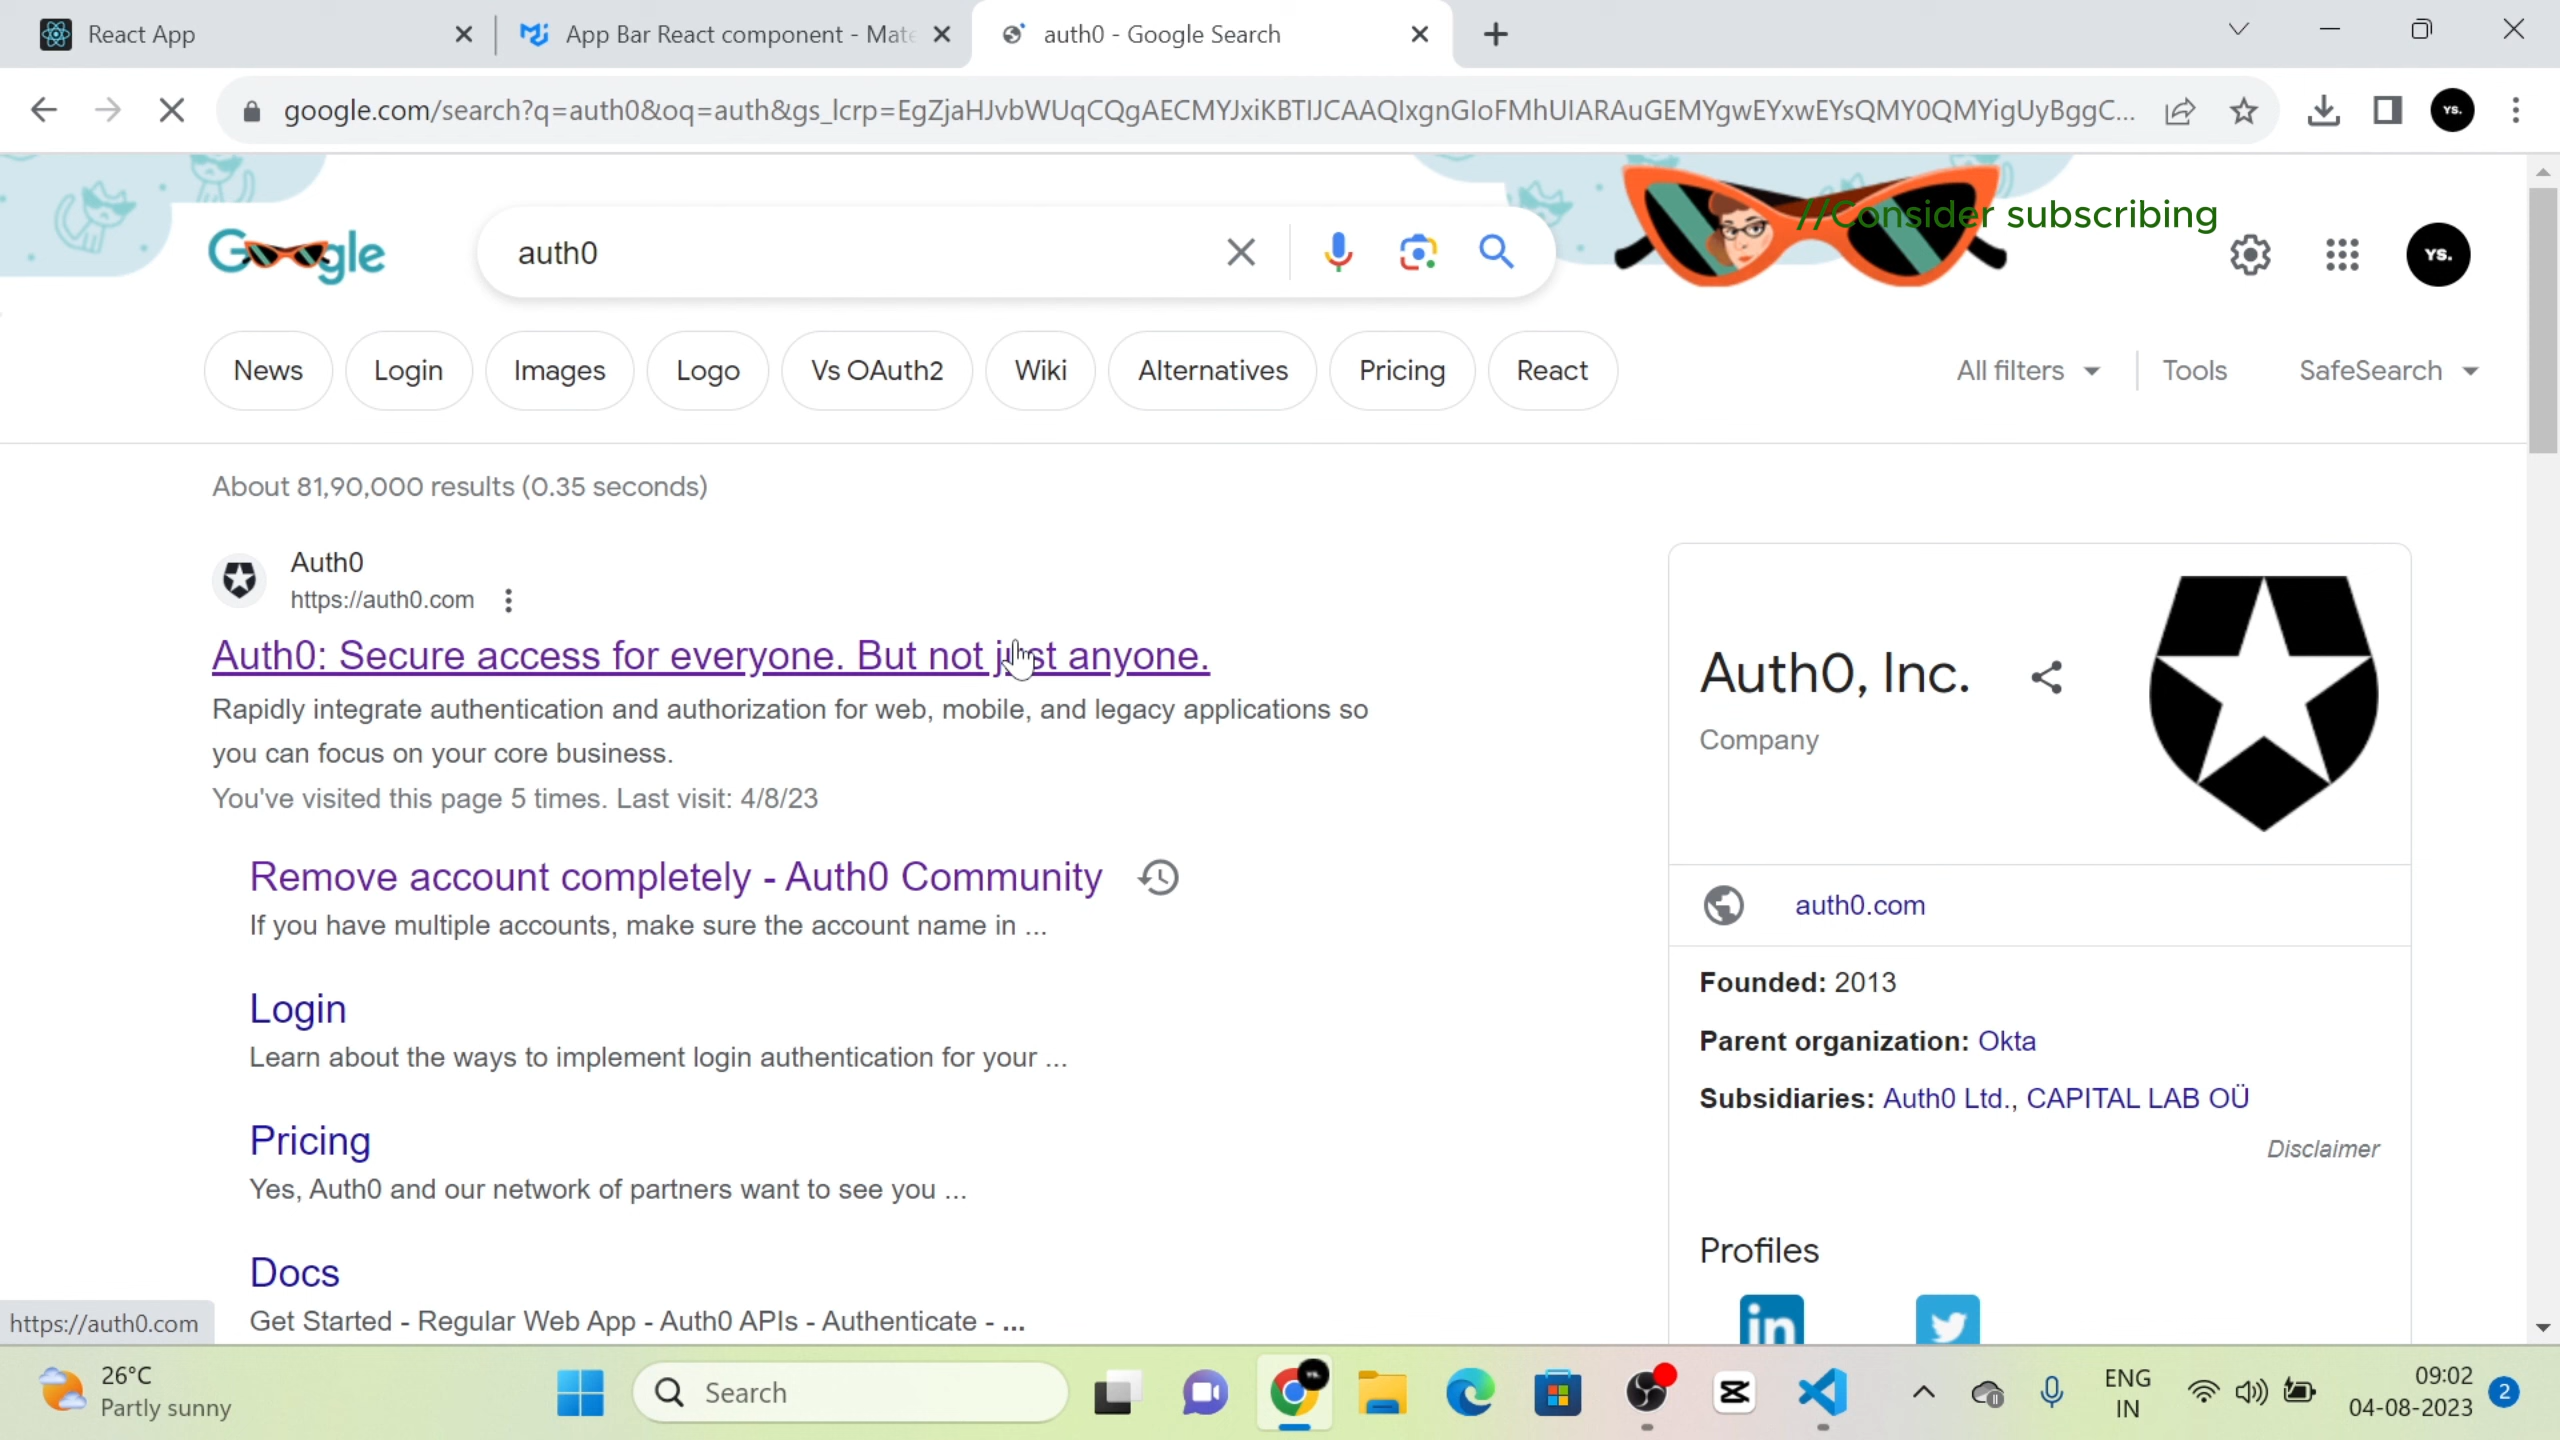 React App
App Bar React component - Mate
auth0 - Google Search
google.com/search?q=auth0&oq=auth&gs_lcrp=EgZjaHJvbWUqCQgAECMYJxiKBTIJCAAQIxgnGIoFMhUIARAuGEMYgwEYxwEYsQMY0QMYigUyBggC...
YS.
Google
auth0
//Consider subscribing
YS.
News
Login
Images
Logo
Vs OAuth2
Wiki
Alternatives
Pricing
React
All filters
Tools
SafeSearch
About 81,90,000 results (0.35 seconds)
Auth0
https://auth0.com
Auth0: Secure access for everyone. But not just anyone.
Rapidly integrate authentication and authorization for web, mobile, and legacy applications so
you can focus on your core business.
You've visited this page 5 times. Last visit: 4/8/23
Remove account completely - Auth0 Community
If you have multiple accounts, make sure the account name in ...
Login
Learn about the ways to implement login authentication for your ...
Pricing
Yes, Auth0 and our network of partners want to see you ...
Docs
Get Started - Regular Web App - Auth0 APIs - Authenticate - ...
Auth0, Inc.
Company
auth0.com
Founded: 2013
Parent organization: Okta
Subsidiaries: Auth0 Ltd., CAPITAL LAB OÜ
Disclaimer
Profiles
in
https://auth0.com
26°C
Partly sunny
Search
ENG
IN
09:02
04-08-2023
2